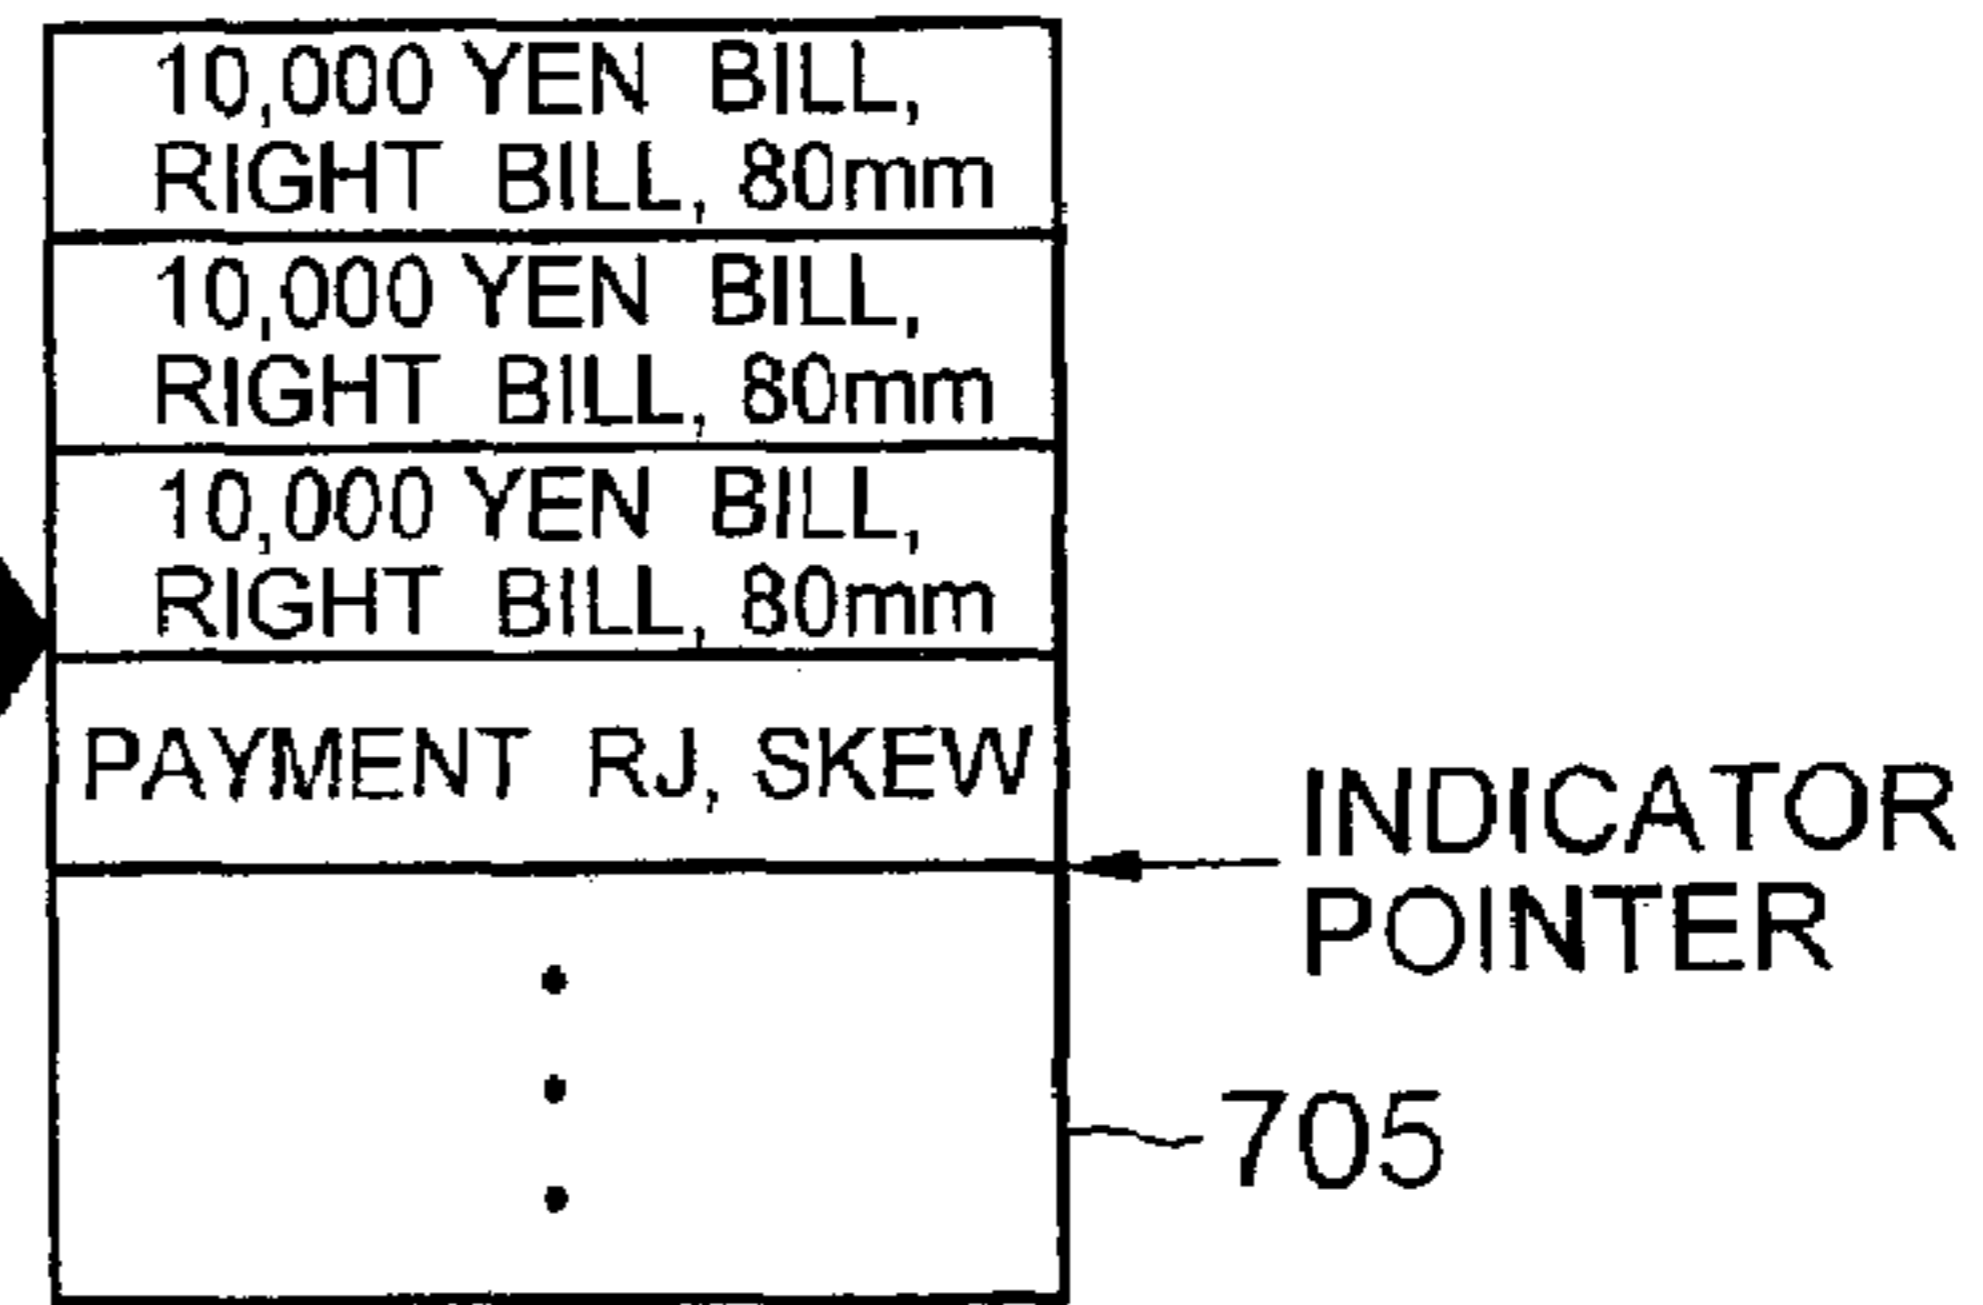 10,000 YEN BILL,
RIGHT BILL, 80mm
10,000 YEN BILL,
RIGHT BILL, 80mm
10,000 YEN BILL,
RIGHT BILL, 80mm
PAYMENT RJ, SKEW
INDICATOR
POINTER
705